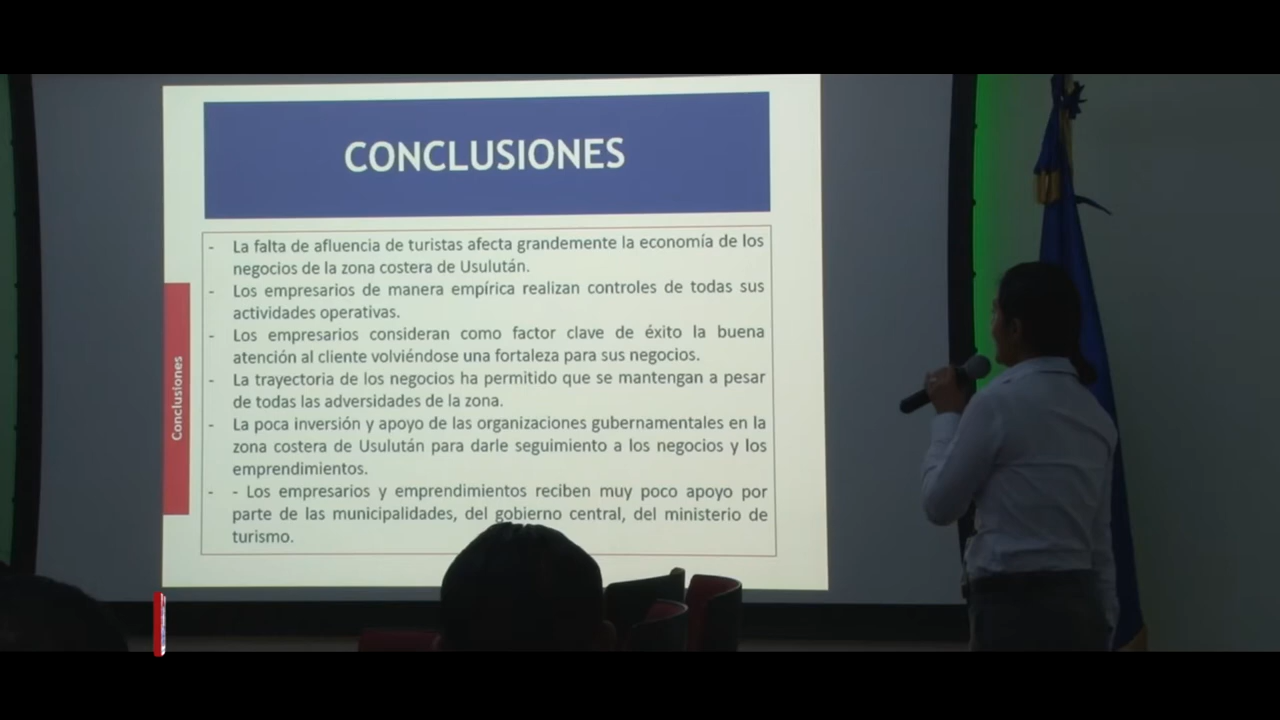 CONCLUSIONES
- La falta de afluencia de turistas afecta grandemente la economía de los
negocios de la zona costera de Usulután.
- Los empresarios de manera empírica realizan controles de todas sus
actividades operativas.
- Los empresarios consideran como factor clave de éxito la buena
atención al cliente volviéndose una fortaleza para sus negocios.
- La trayectoria de los negocios ha permitido que se mantengan a pesar
de todas las adversidades de la zona.
- La poca inversión y apoyo de las organizaciones gubernamentales en la
zona costera de Usulután para darle seguimiento a los negocios y los
emprendimientos.
- - Los empresarios y emprendimientos reciben muy poco apoyo por
parte de las municipalidades, del gobierno central, del ministerio de
turismo.
Conclusiones